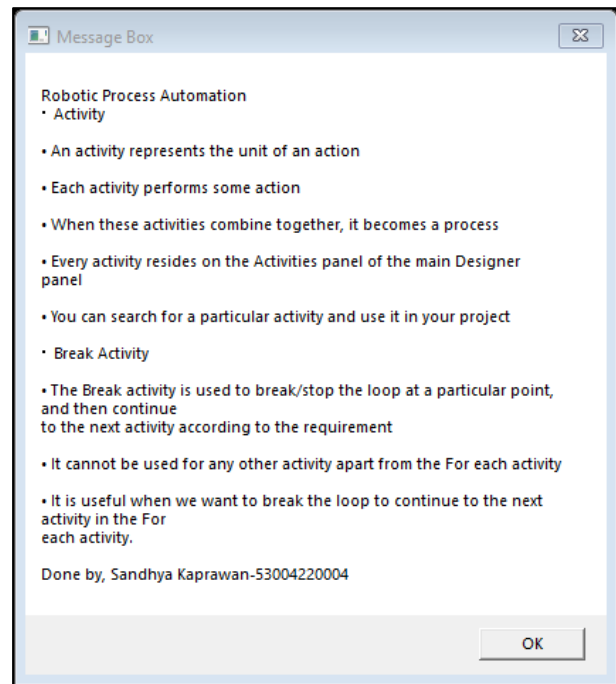 Message Box
Robotic Process Automation
• Activity
• An activity represents the unit of an action
• Each activity performs some action
• When these activities combine together, it becomes a process
• Every activity resides on the Activities panel of the main Designer
panel
• You can search for a particular activity and use it in your project
• Break Activity
• The Break activity is used to break/stop the loop at a particular point,
and then continue
to the next activity according to the requirement
• It cannot be used for any other activity apart from the For each activity
• It is useful when we want to break the loop to continue to the next
activity in the For
each activity.
Done by, Sandhya Kaprawan-53004220004
OK